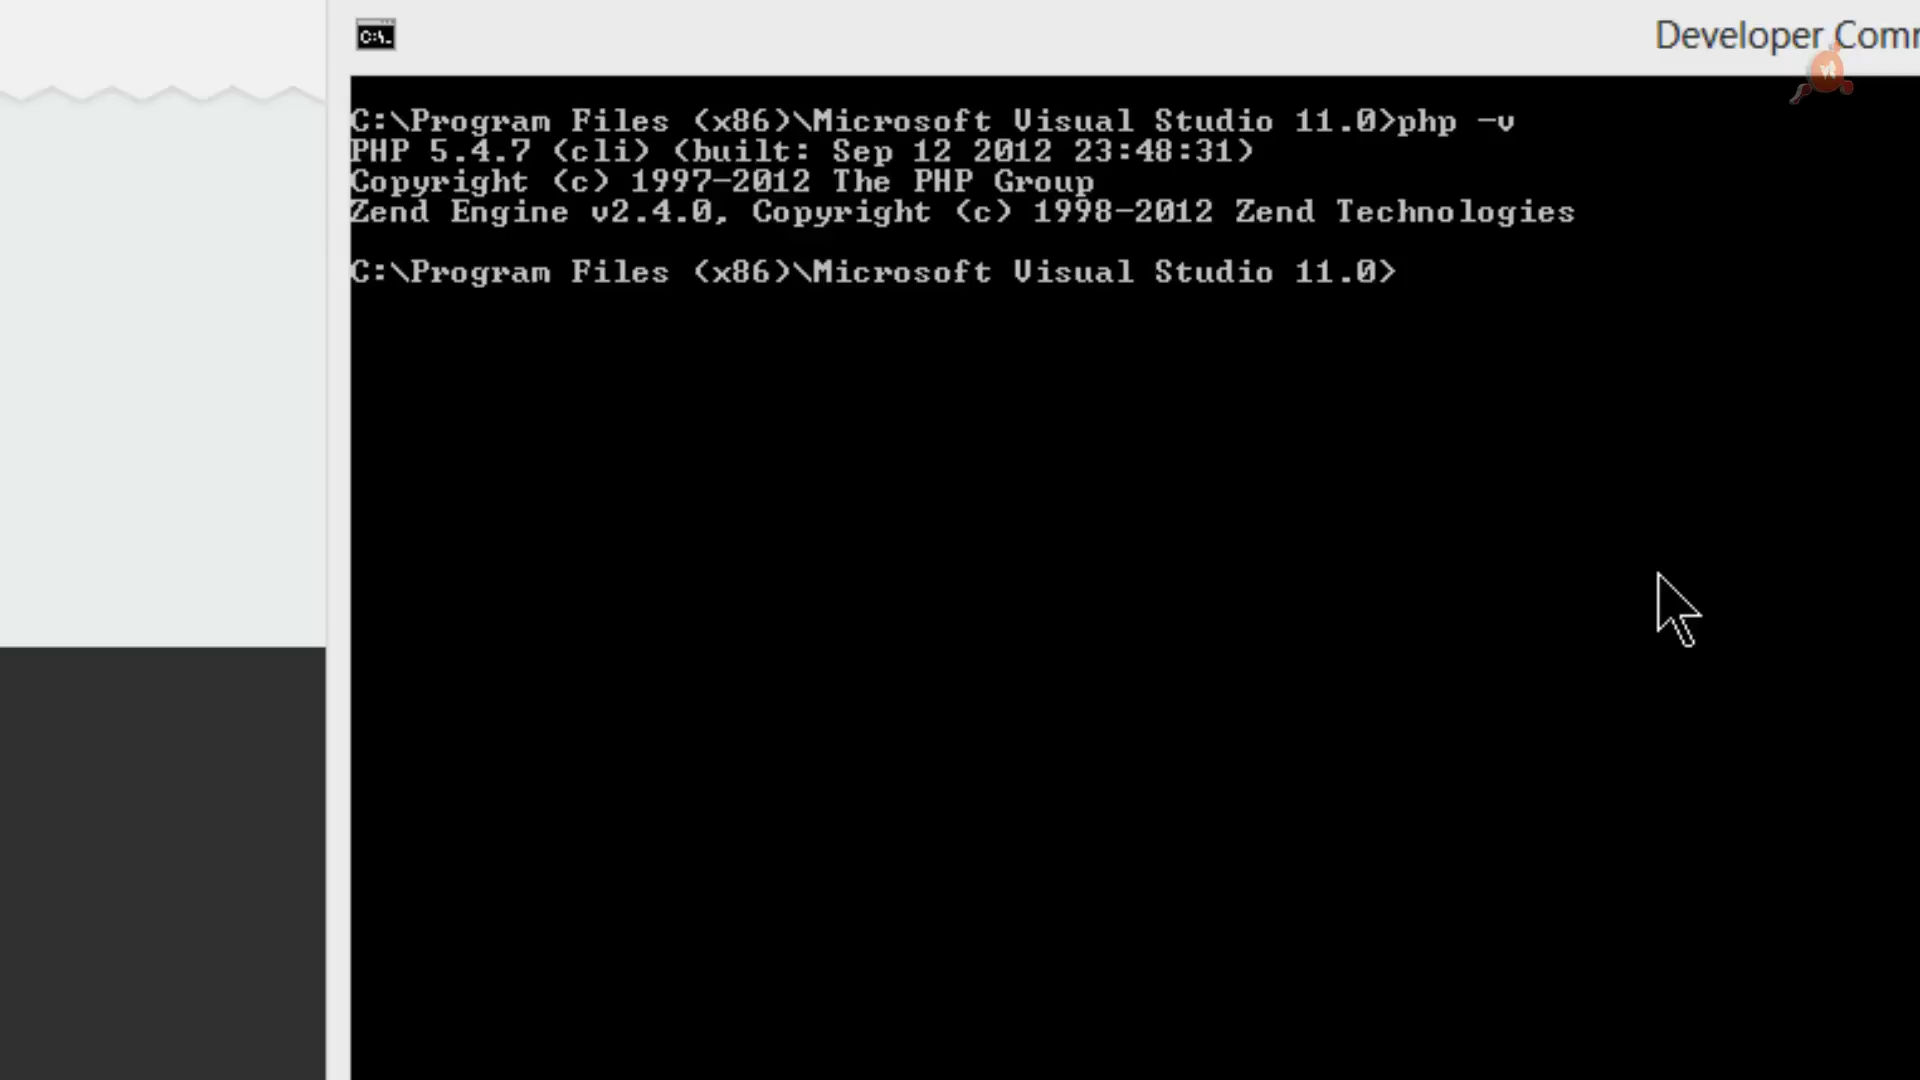 C:\.
Developer Comm
C:\Program Files (x86)\Microsoft Visual Studio 11.0>php -v
PHP 5.4.7 (cli) (built: Sep 12 2012 23:48:31)
Copyright (c) 1997-2012 The PHP Group
Zend Engine v2.4.0, Copyright (c) 1998-2012 Zend Technologies
C:\Program Files (x86)\Microsoft Visual Studio 11.0>